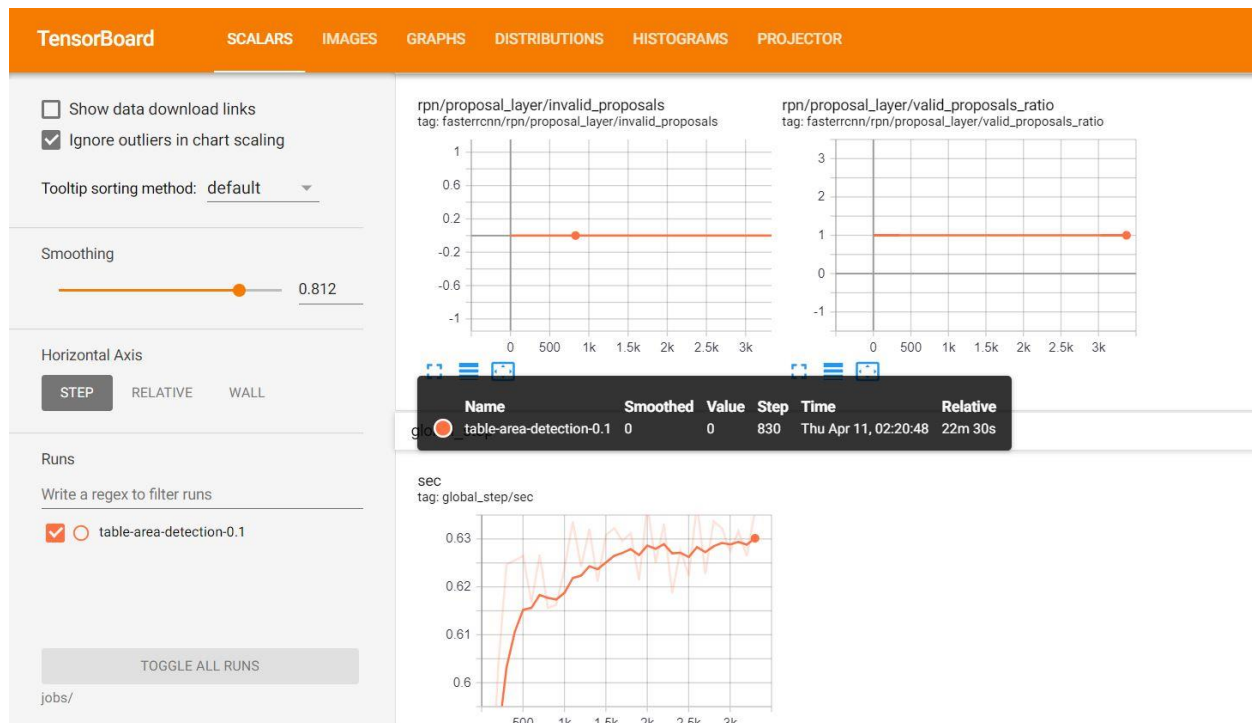 TensorBoard SCALARS IMAGES GRAPHS DISTRIBUTIONS HISTOGRAMS PROJECTOR
Show data download links
Ignore outliers in chart scaling
Tooltip sorting method: default
Smoothing
0.812
Horizontal Axis
STEP RELATIVE WALL
Runs
Write a regex to filter runs
table-area-detection-0.1
TOGGLE ALL RUNS
jobs/
rpn/proposal_layer/invalid_proposals
tag: fasterrcnn/rpn/proposal_layer/invalid_proposals
1
0.6
0.2
-0.2
-0.6
-1
0 500 1k 1.5k 2k 2.5k 3k
rpn/proposal_layer/valid_proposals_ratio
tag: fasterrcnn/rpn/proposal_layer/valid_proposals_ratio
3
2
1
0
-1
0 500 1k 1.5k 2k 2.5k 3k
Name Smoothed Value Step Time Relative
table-area-detection-0.1 0 0 830 Thu Apr 11, 02:20:48 22m 30s
sec
tag: global_step/sec
0.63
0.62
0.61
0.6
500 1k 1.5k 2k 2.5k 3k